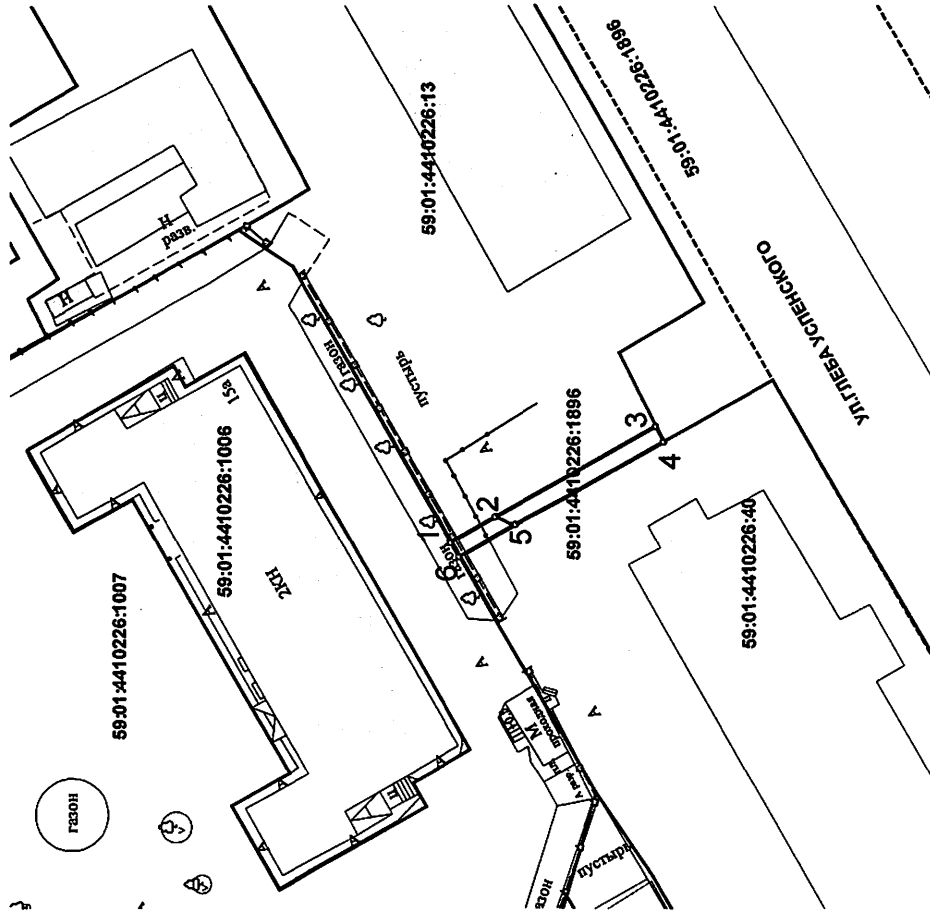 59:01:4410226:1896
59:01:4410226:13
Н
разв.
Н
А
газон
пустырь
УЛ.ГЛЕБА УСПЕНСКОГО
15а
Ц
59:01:4410226:1006
2КН
59:01:4410226:1007
А
59:01:4410226:1896
3
4
2
5
1
6
газон
59:01:4410226:40
А
А
М
проходная
Ц
газон
пустырь